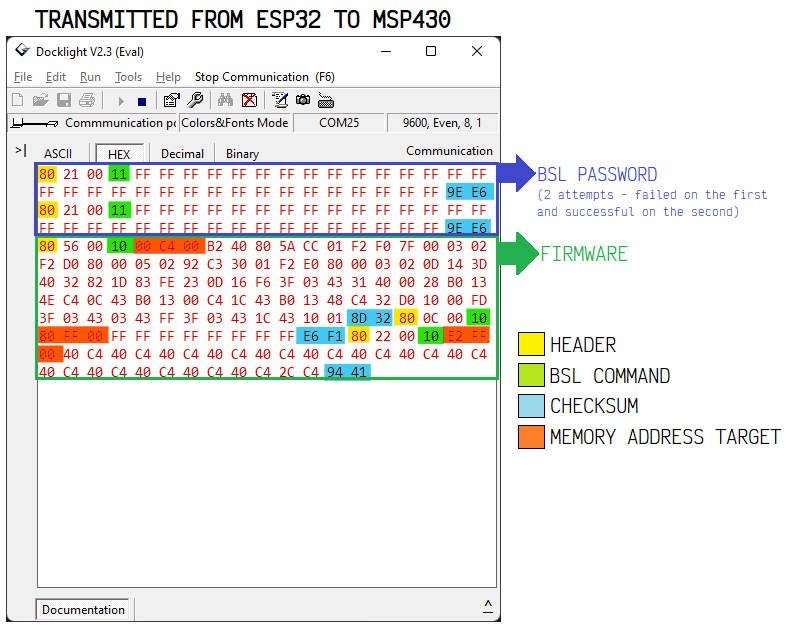 TRANSMITTED FROM ESP32 TO MSP430
Docklight V2.3 (Eval)
File Edit Run Tools Help Stop Communication (F6)
Commmunication po Colors&Fonts Mode COM25 9600, Even, 8, 1
ASCII HEX Decimal Binary Communication
80 21 00 11 FF FF FF FF FF FF FF FF FF FF FF FF FF FF FF
FF FF FF FF FF FF FF FF FF FF FF FF FF FF FF FF FF 9E E6
80 21 00 11 FF FF FF FF FF FF FF FF FF FF FF FF FF FF FF
FF FF FF FF FF FF FF FF FF FF FF FF FF FF FF FF FF 9E E6
80 56 00 10 00 C4 00 B2 40 80 5A CC 01 F2 F0 7F 00 03 02
F2 D0 80 00 05 02 92 C3 30 01 F2 E0 80 00 03 02 0D 14 3D
40 32 82 1D 83 FE 23 0D 16 F6 3F 03 43 31 40 00 28 B0 13
4E C4 0C 43 B0 13 00 C4 1C 43 B0 13 48 C4 32 D0 10 00 FD
3F 03 43 03 43 FF 3F 03 43 1C 43 10 01 8D 32 80 0C 00 10
80 FF 00 FF FF FF FF FF FF FF FF E6 F1 80 22 00 10 E2 FF
00 40 C4 40 C4 40 C4 40 C4 40 C4 40 C4 40 C4 40 C4 40 C4
40 C4 40 C4 40 C4 40 C4 40 C4 2C C4 94 41
BSL PASSWORD
(2 attempts - failed on the first
and successful on the second)
FIRMWARE
HEADER
BSL COMMAND
CHECKSUM
MEMORY ADDRESS TARGET
Documentation